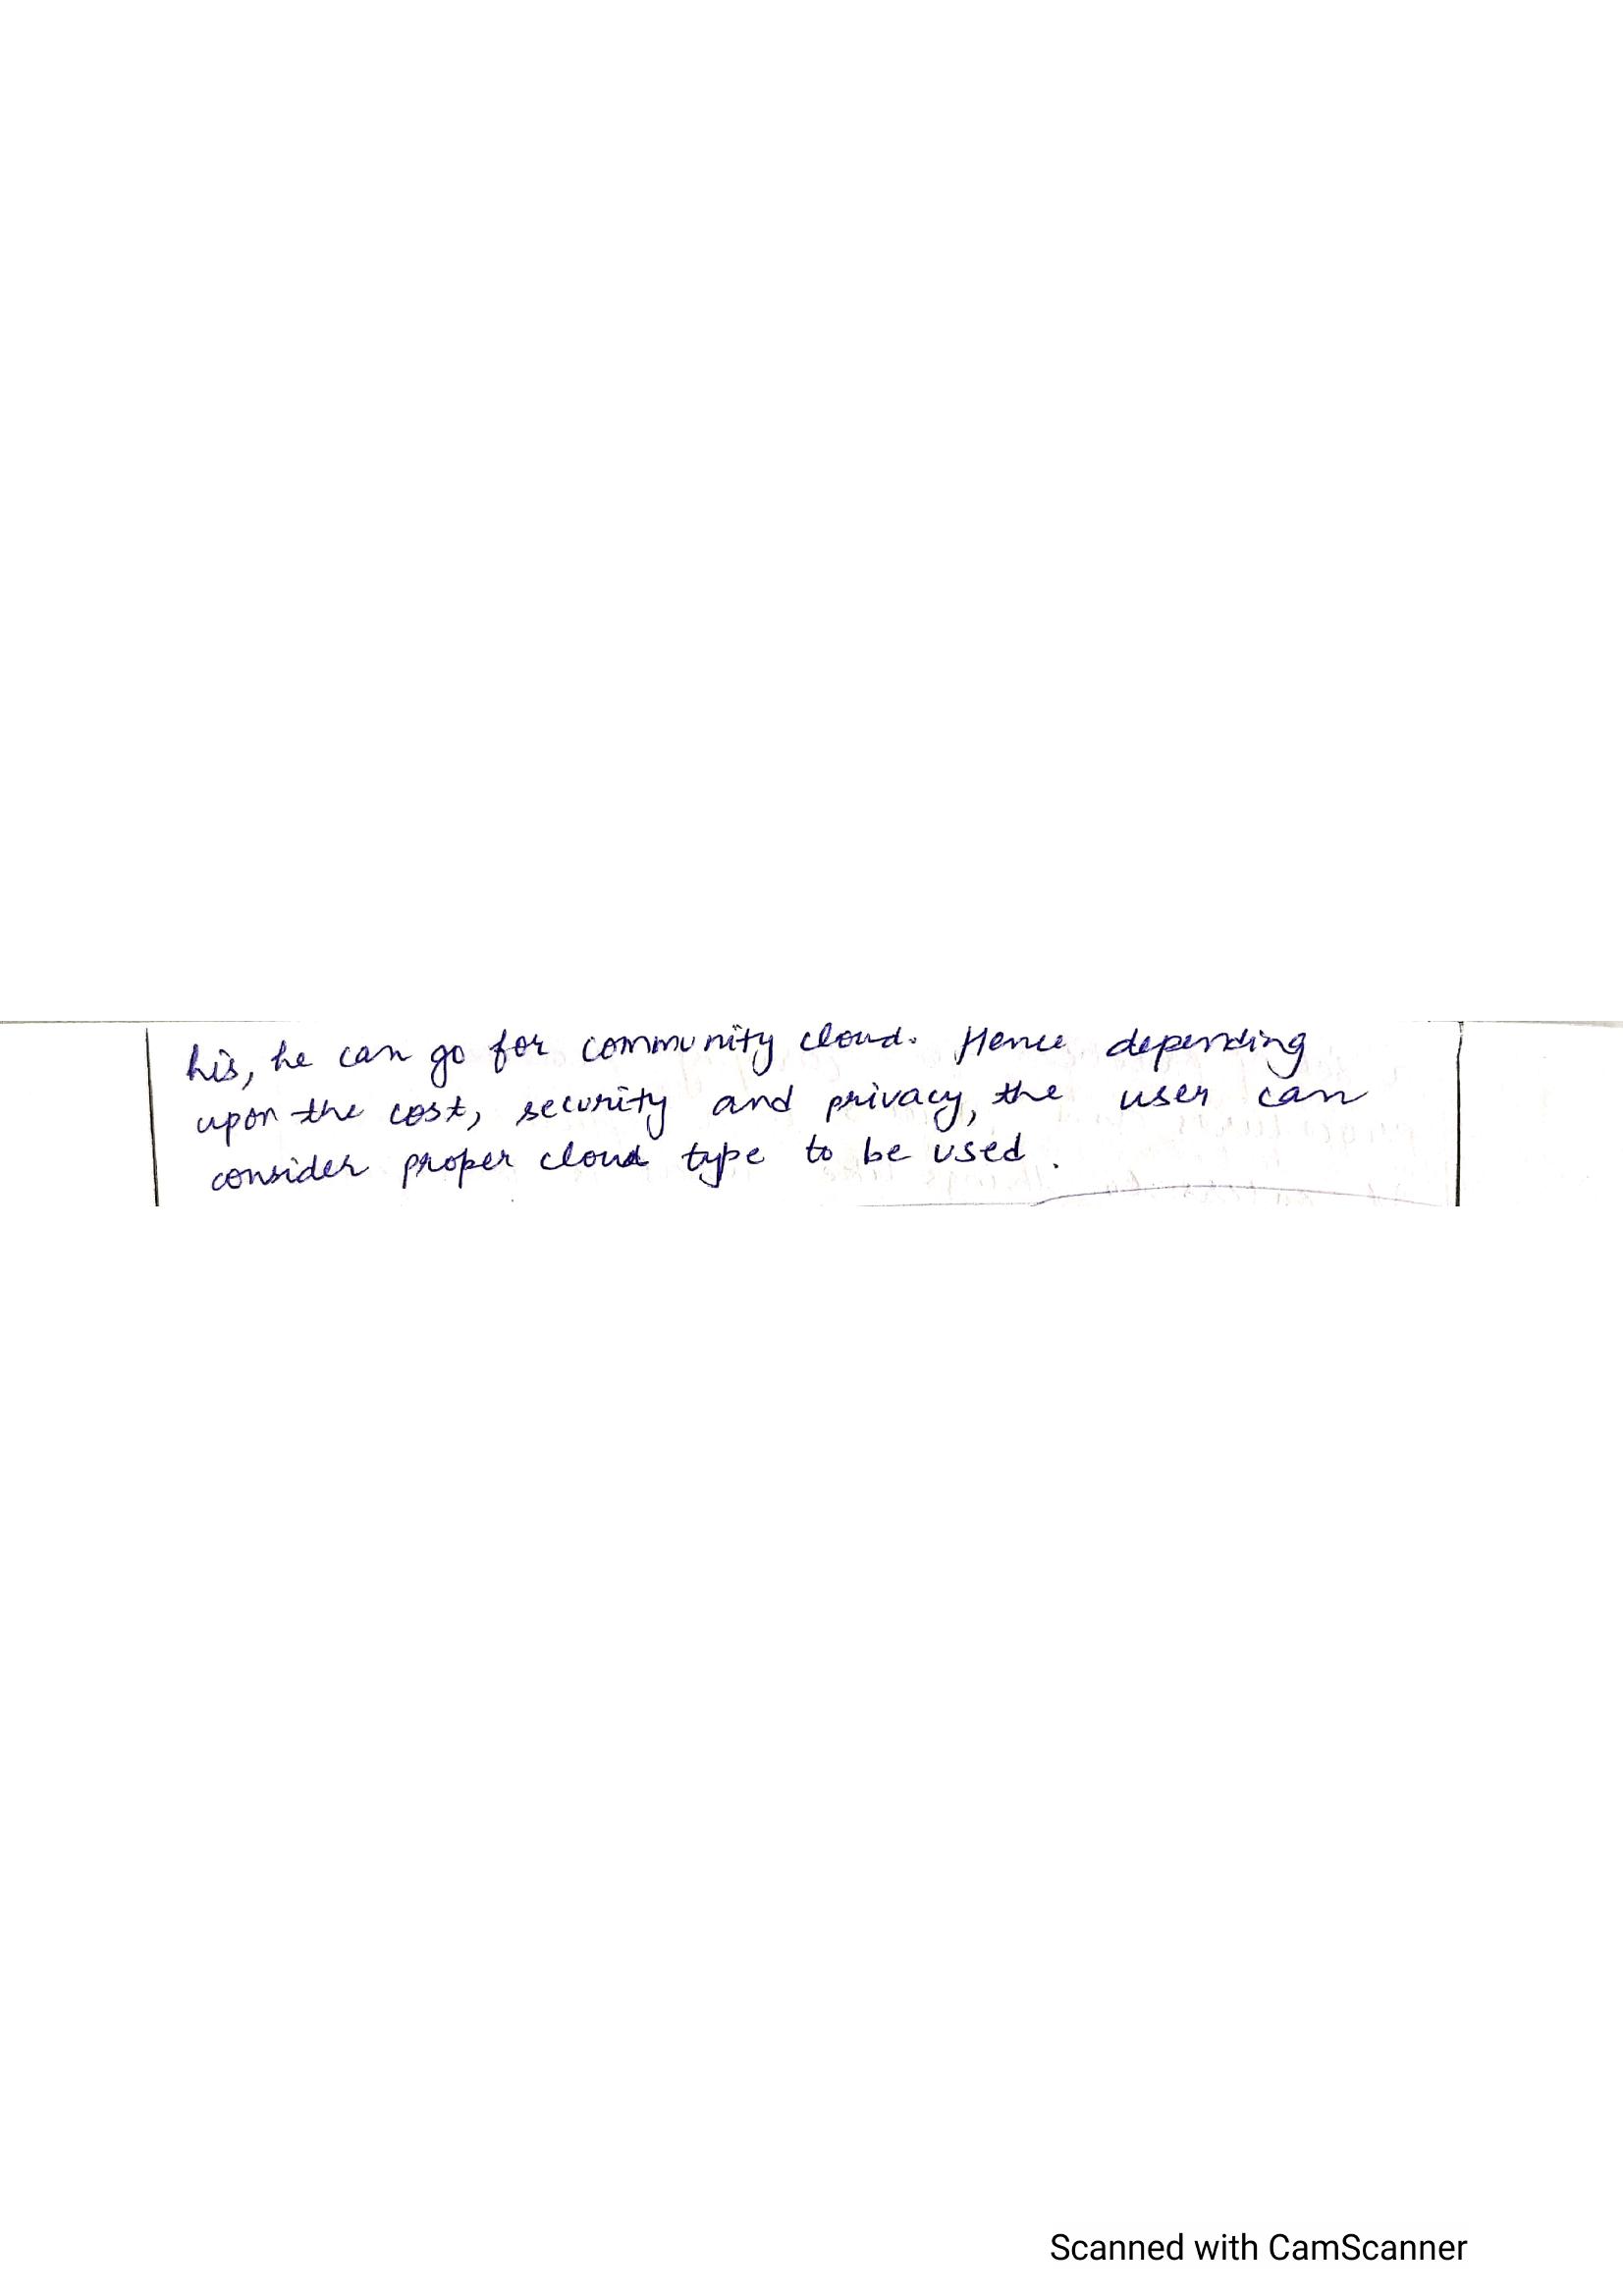 his, he can go for community cloud. Hence depending
upon the cost, security and privacy, the user can
consider proper cloud type to be used.
Scanned with CamScanner